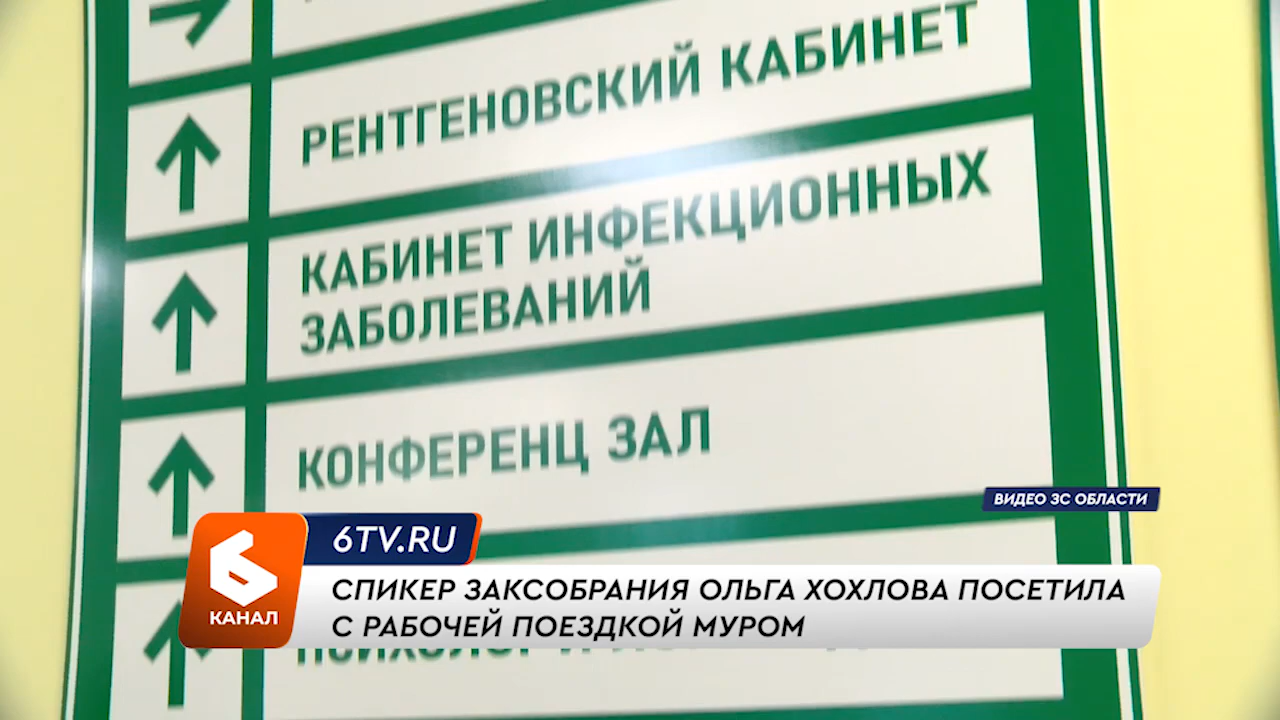 РЕНТГЕНОВСКИЙ КАБИНЕТ
КАБИНЕТ ИНФЕКЦИОННЫХ
ЗАБОЛЕВАНИЙ
КОНФЕРЕНЦ ЗАЛ
ВИДЕО ЗС ОБЛАСТИ
6TV.RU
6
КАНАЛ
СПИКЕР ЗАКСОБРАНИЯ ОЛЬГА ХОХЛОВА ПОСЕТИЛА
С РАБОЧЕЙ ПОЕЗДКОЙ МУРОМ